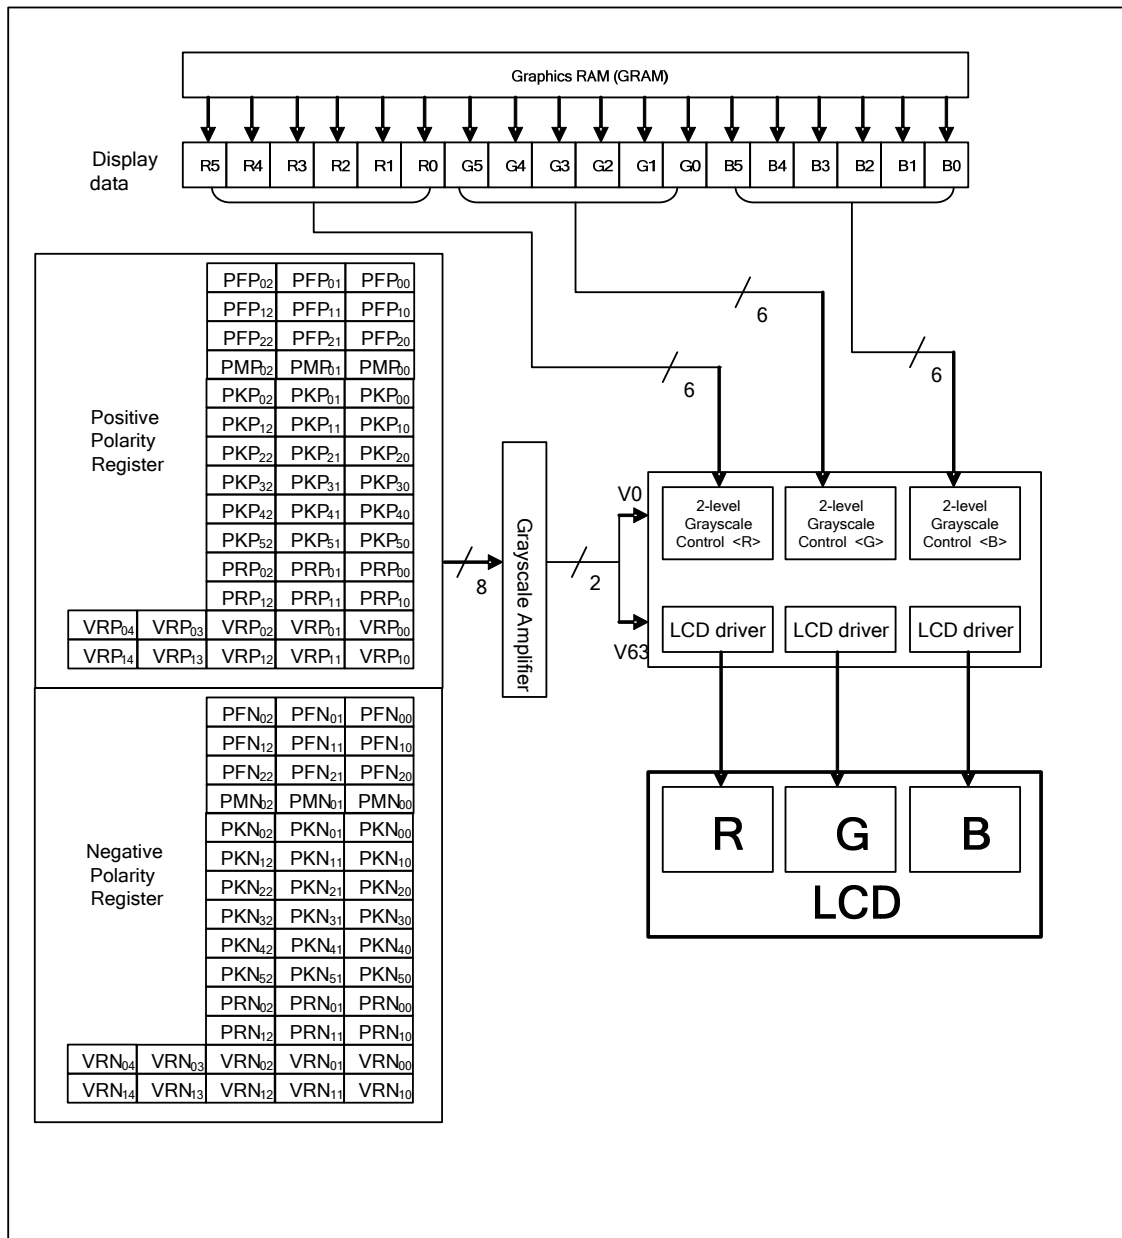 Graphics RAM (GRAM)
Display
data
R5 R4 R3 R2 R1 R0 G5 G4 G3 G2 G1 G0 B5 B4 B3 B2 B1 B0
6
6
6
Positive
Polarity
Register
PFP02 PFP01 PFP00
PFP12 PFP11 PFP10
PFP22 PFP21 PFP20
PMP02 PMP01 PMP00
PKP02 PKP01 PKP00
PKP12 PKP11 PKP10
PKP22 PKP21 PKP20
PKP32 PKP31 PKP30
PKP42 PKP41 PKP40
PKP52 PKP51 PKP50
PRP02 PRP01 PRP00
PRP12 PRP11 PRP10
VRP04 VRP03 VRP02 VRP01 VRP00
VRP14 VRP13 VRP12 VRP11 VRP10
8
Grayscale Amplifier
2
V0
V63
2-level
Grayscale
Control <R>
2-level
Grayscale
Control <G>
2-level
Grayscale
Control <B>
LCD driver LCD driver LCD driver
Negative
Polarity
Register
PFN02 PFN01 PFN00
PFN12 PFN11 PFN10
PFN22 PFN21 PFN20
PMN02 PMN01 PMN00
PKN02 PKN01 PKN00
PKN12 PKN11 PKN10
PKN22 PKN21 PKN20
PKN32 PKN31 PKN30
PKN42 PKN41 PKN40
PKN52 PKN51 PKN50
PRN02 PRN01 PRN00
PRN12 PRN11 PRN10
VRN04 VRN03 VRN02 VRN01 VRN00
VRN14 VRN13 VRN12 VRN11 VRN10
R G B
LCD